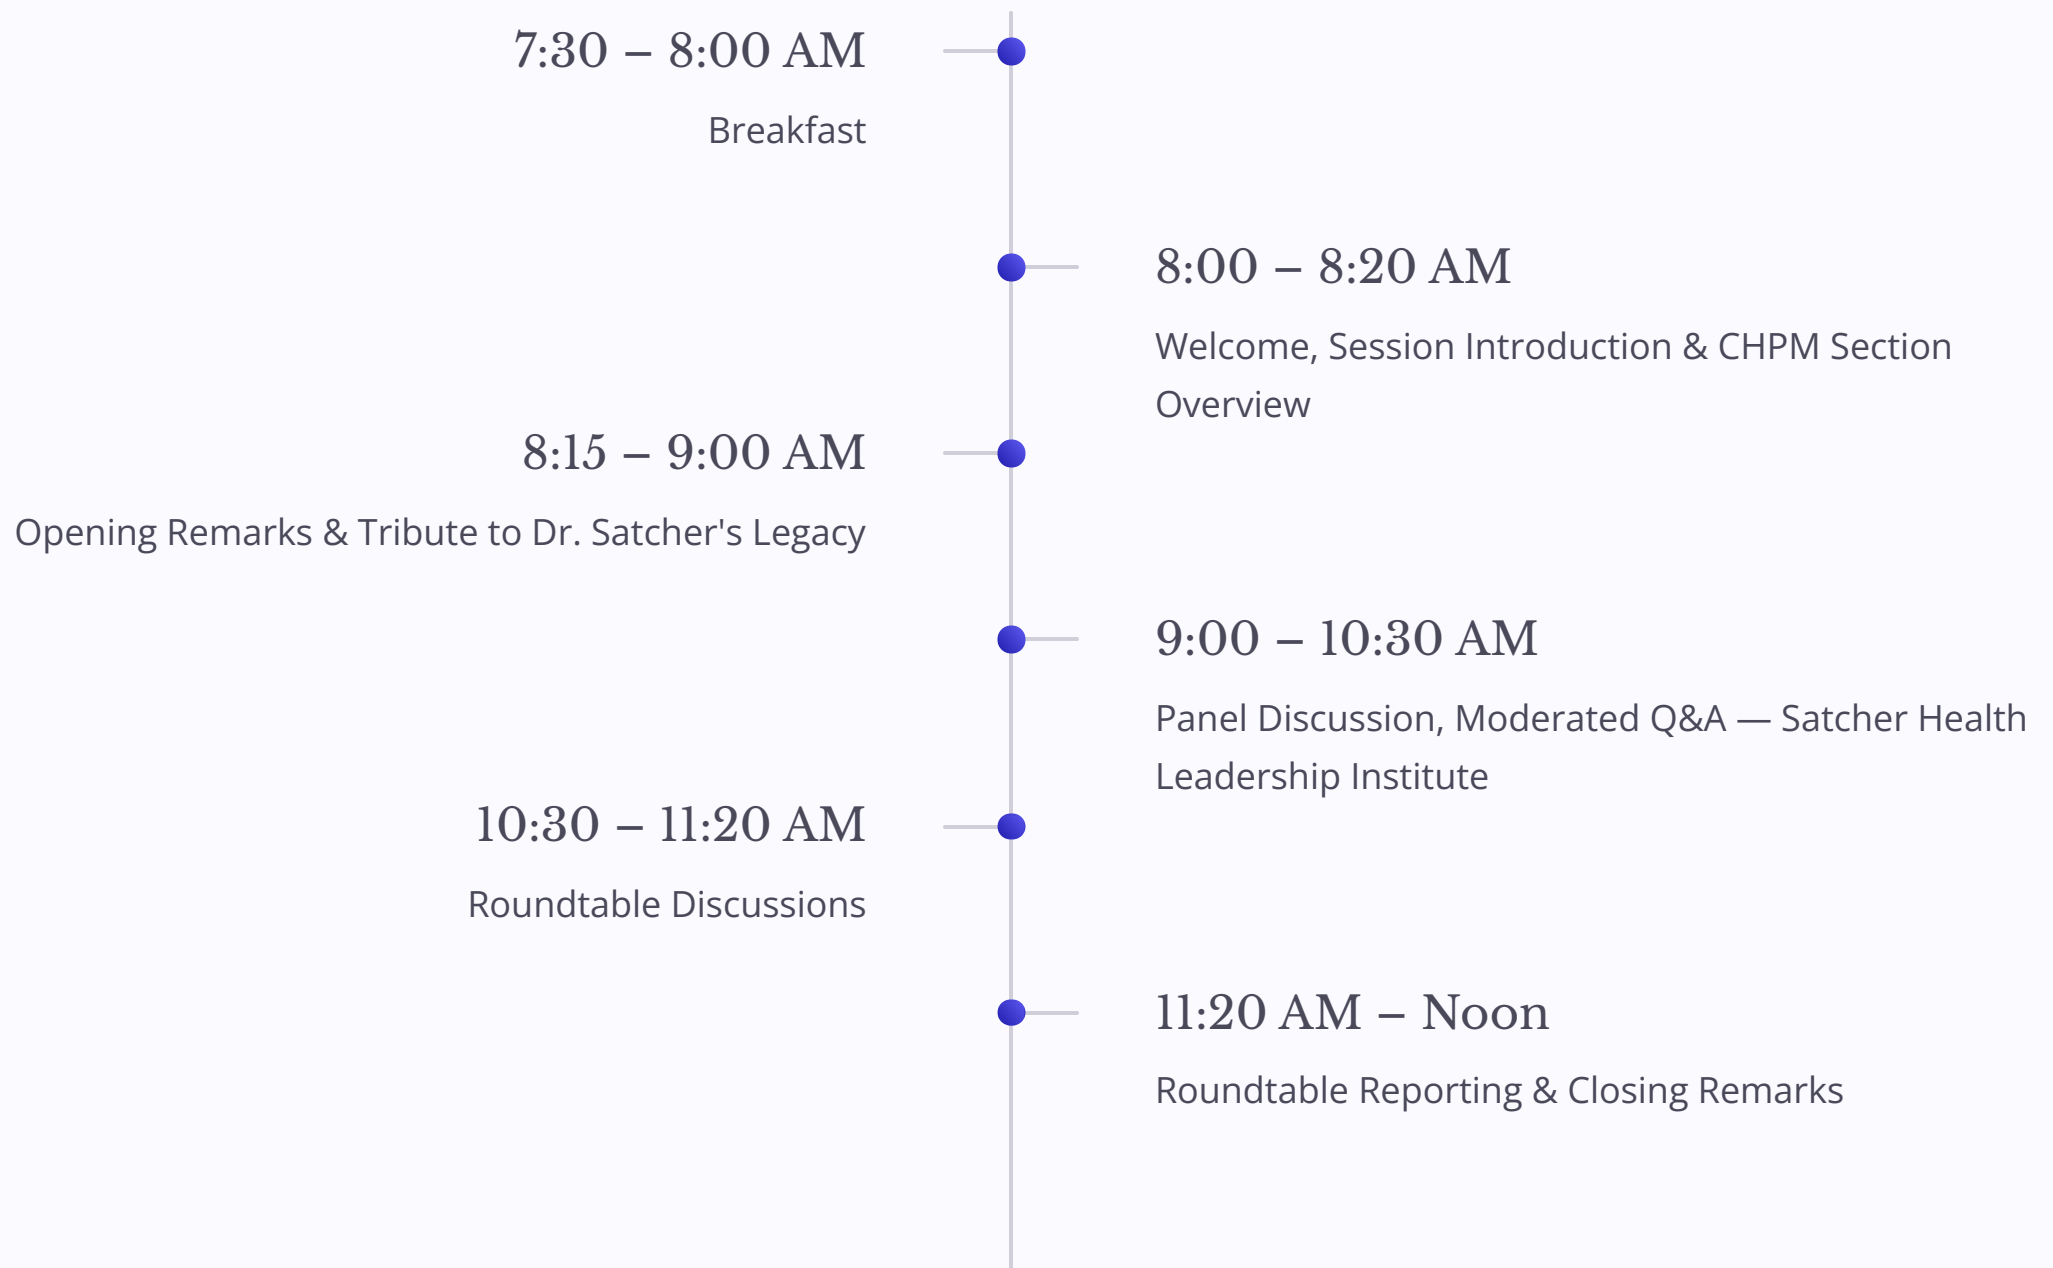 7:30 – 8:00 AM
Breakfast
8:00 – 8:20 AM
Welcome, Session Introduction & CHPM Section
Overview
8:15 – 9:00 AM
Opening Remarks & Tribute to Dr. Satcher's Legacy
9:00 – 10:30 AM
Panel Discussion, Moderated Q&A — Satcher Health
Leadership Institute
10:30 – 11:20 AM
Roundtable Discussions
11:20 AM – Noon
Roundtable Reporting & Closing Remarks